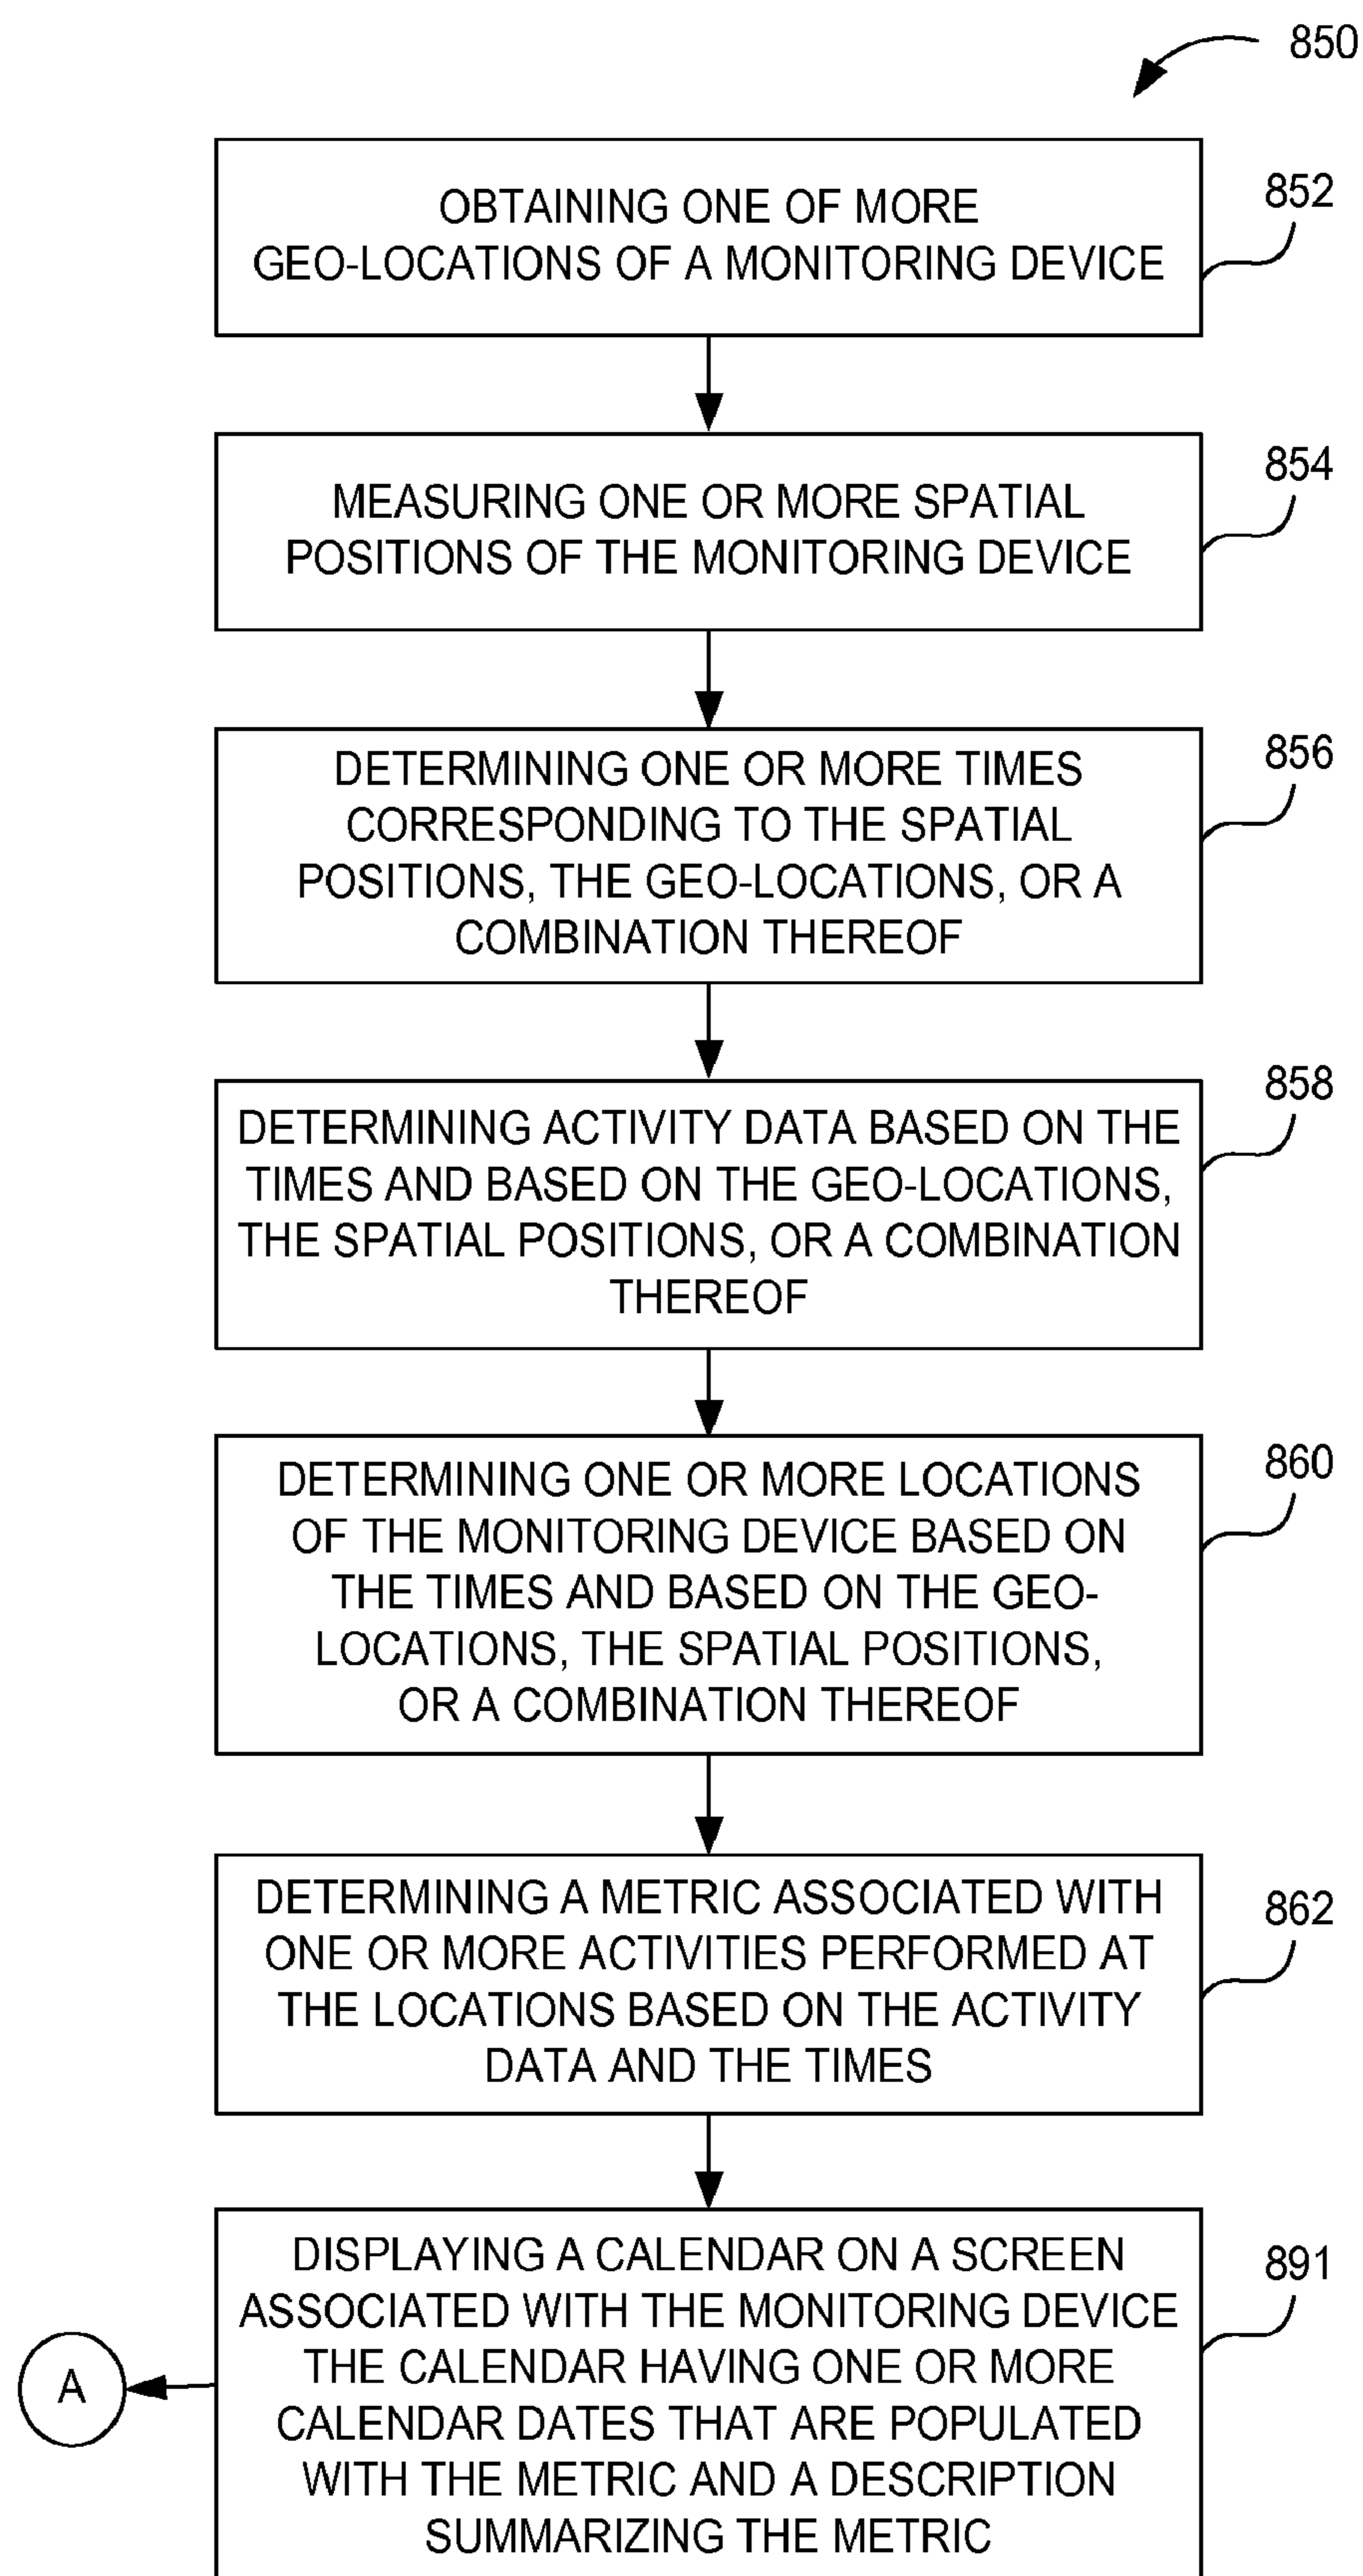 850
OBTAINING ONE OF MORE
GEO-LOCATIONS OF A MONITORING DEVICE
852
MEASURING ONE OR MORE SPATIAL
POSITIONS OF THE MONITORING DEVICE
854
DETERMINING ONE OR MORE TIMES
CORRESPONDING TO THE SPATIAL
POSITIONS, THE GEO-LOCATIONS, OR A
COMBINATION THEREOF
856
DETERMINING ACTIVITY DATA BASED ON THE
TIMES AND BASED ON THE GEO-LOCATIONS,
THE SPATIAL POSITIONS, OR A COMBINATION
THEREOF
858
DETERMINING ONE OR MORE LOCATIONS
OF THE MONITORING DEVICE BASED ON
THE TIMES AND BASED ON THE GEO-
LOCATIONS, THE SPATIAL POSITIONS,
OR A COMBINATION THEREOF
860
DETERMINING A METRIC ASSOCIATED WITH
ONE OR MORE ACTIVITIES PERFORMED AT
THE LOCATIONS BASED ON THE ACTIVITY
DATA AND THE TIMES
862
DISPLAYING A CALENDAR ON A SCREEN
ASSOCIATED WITH THE MONITORING DEVICE
THE CALENDAR HAVING ONE OR MORE
CALENDAR DATES THAT ARE POPULATED
WITH THE METRIC AND A DESCRIPTION
SUMMARIZING THE METRIC
891
A